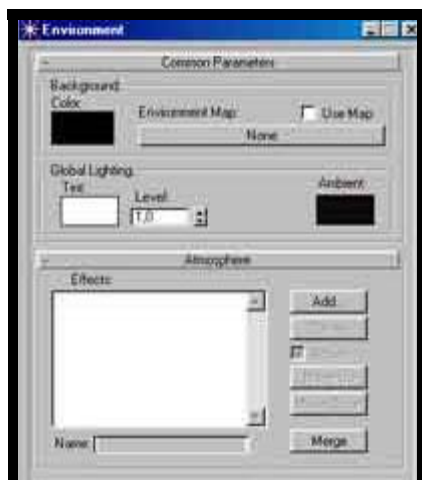 Environment
- Common Parameters
Background:
Color:
Environment Map:
Use Map
None
Global Lighting:
Tint:
Level:
1,0
Ambient:
- Atmosphere
Effects:
Add...
Name:
Merge